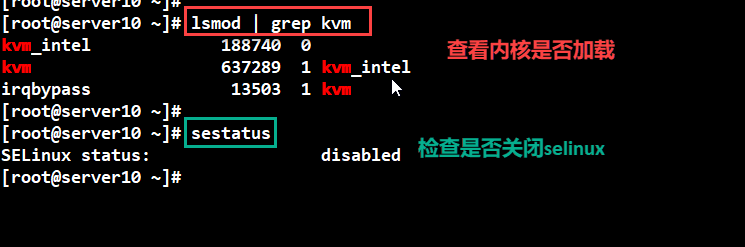 [root@server10 ~]#
[root@server10 ~]# lsmod | grep kvm
kvm_intel 188740 0
查看内核是否加载
kvm 637289 1 kvm_intel
irqbypass 13503 1 kvm
[root@server10 ~]#
[root@server10 ~]# sestatus
检查是否关闭selinux
SELinux status: disabled
[root@server10 ~]#